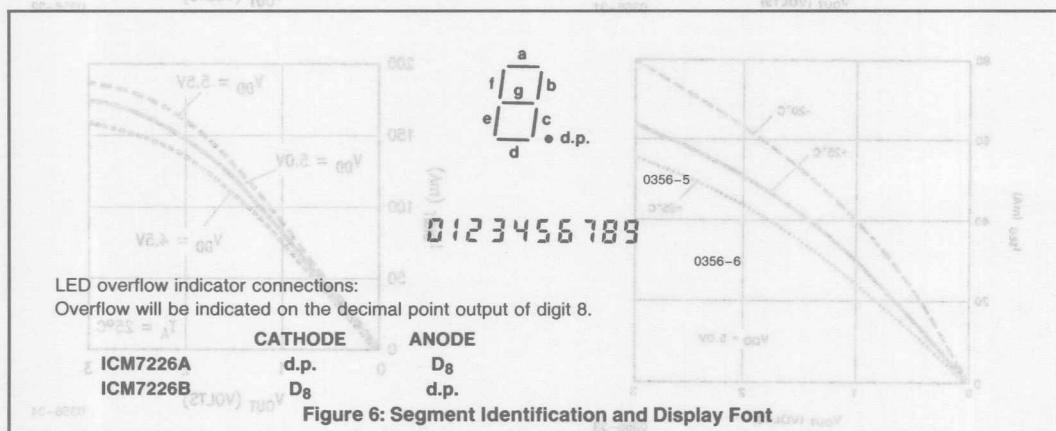 a
f g b
e c
d d.p.
0356-5
0123456789
0356-6
LED overflow indicator connections:
Overflow will be indicated on the decimal point output of digit 8.
CATHODE ANODE
ICM7226A d.p. D₈
ICM7226B D₈ d.p.
Figure 6: Segment Identification and Display Font